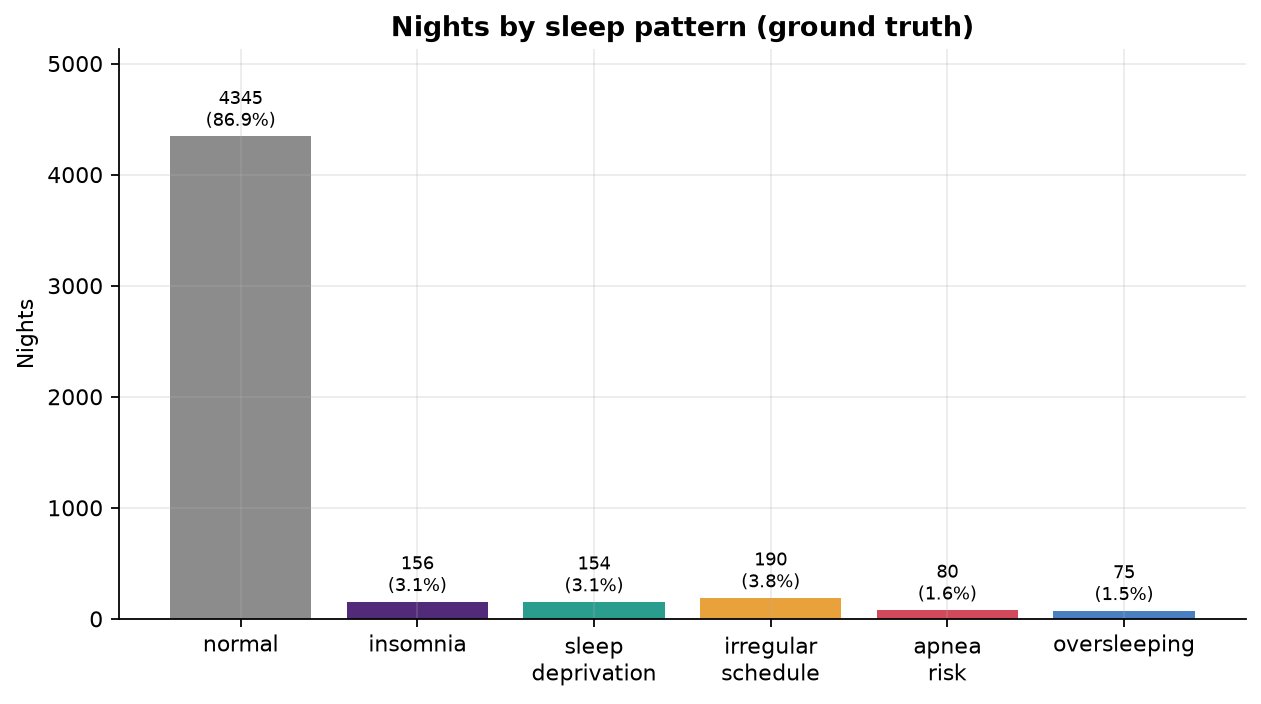 Nights by sleep pattern (ground truth)
Nights
5000
4000
3000
2000
1000
0
4345
(86.9%)
156
(3.1%)
154
(3.1%)
190
(3.8%)
80
(1.6%)
75
(1.5%)
normal
insomnia
sleep
deprivation
irregular
schedule
apnea
risk
oversleeping